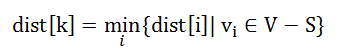 dist[k] = min{dist[i]| vᵢ ∈ V − S}
i